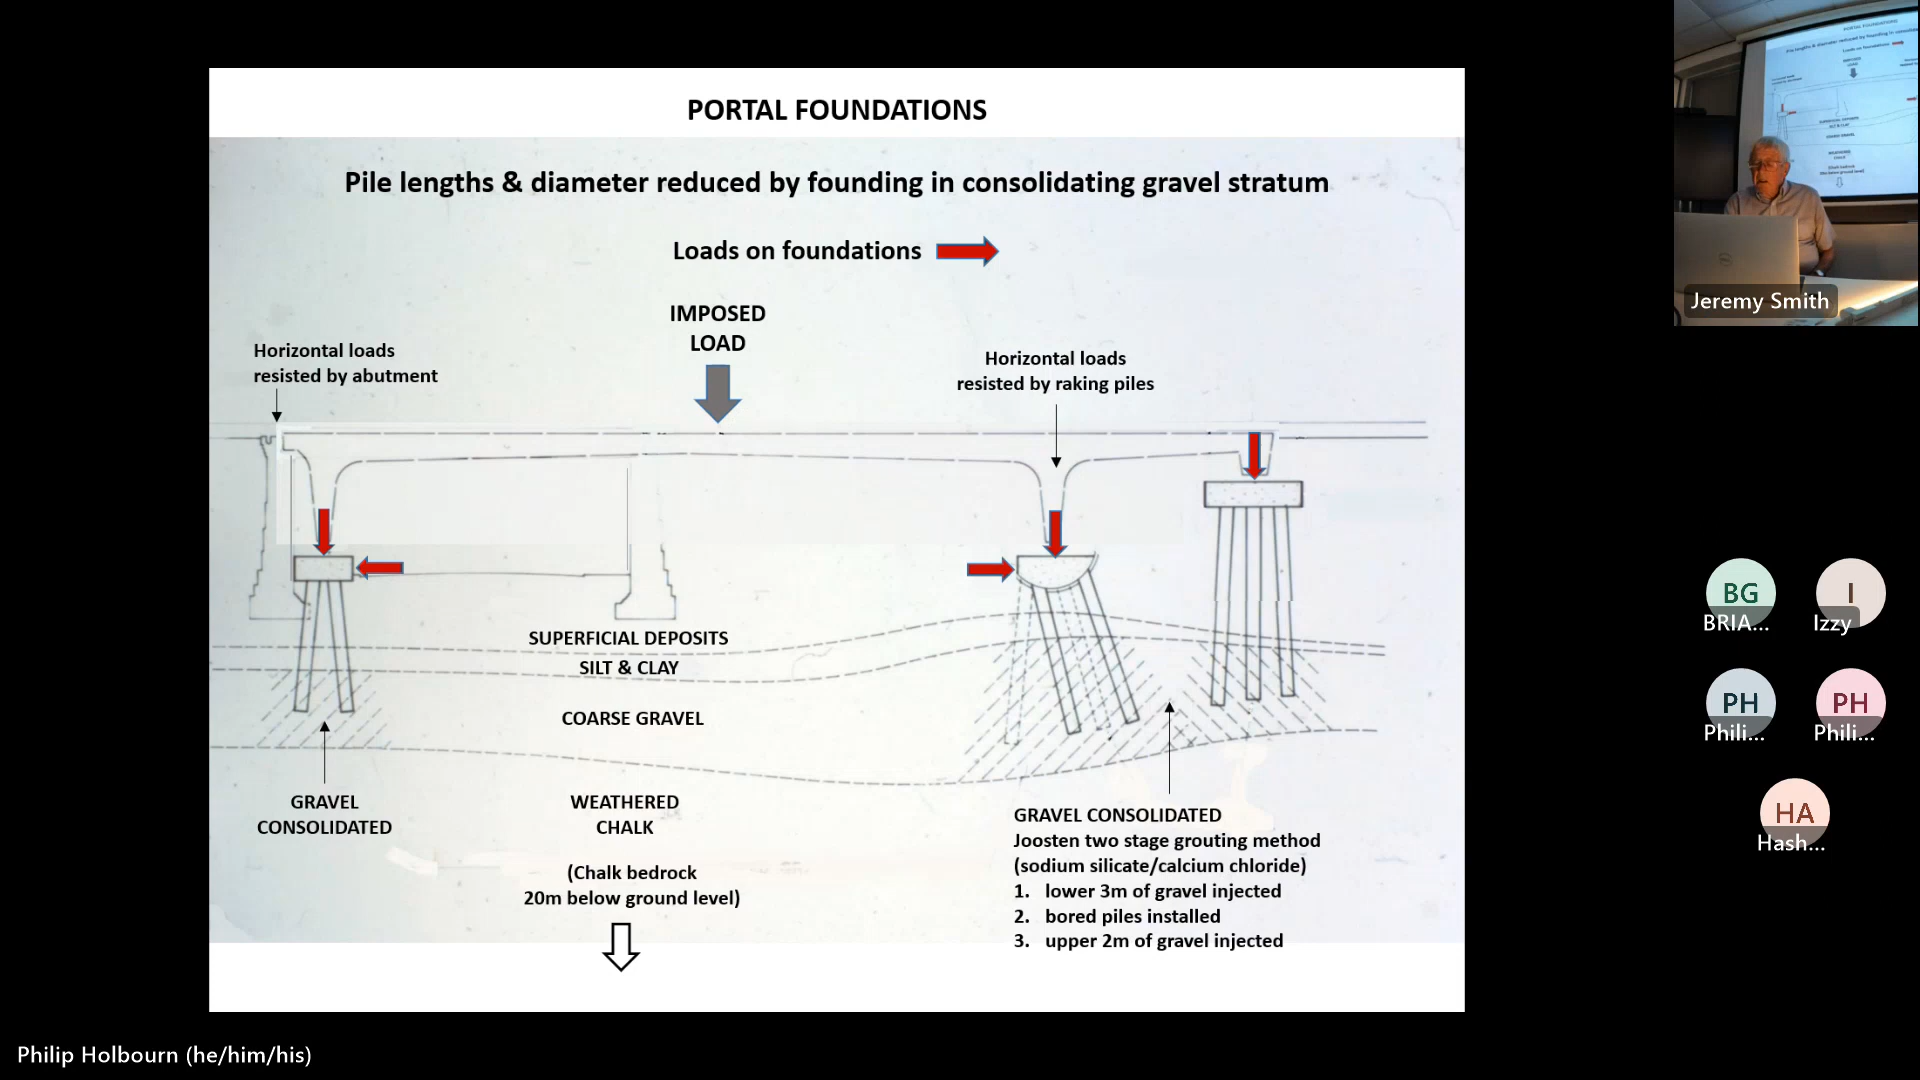 PORTAL FOUNDATIONS
Pile lengths & diameter reduced by founding in consolidating gravel stratum
Loads on foundations
IMPOSED
LOAD
Horizontal loads
resisted by abutment
Horizontal loads
resisted by raking piles
SUPERFICIAL DEPOSITS
SILT & CLAY
COARSE GRAVEL
GRAVEL
CONSOLIDATED
WEATHERED
CHALK
(Chalk bedrock
20m below ground level)
GRAVEL CONSOLIDATED
Joosten two stage grouting method
(sodium silicate/calcium chloride)
1. lower 3m of gravel injected
2. bored piles installed
3. upper 2m of gravel injected
Jeremy Smith
BG
BRIA...
I
Izzy
PH
Phili...
PH
Phili...
HA
Hash...
Philip Holbourn (he/him/his)